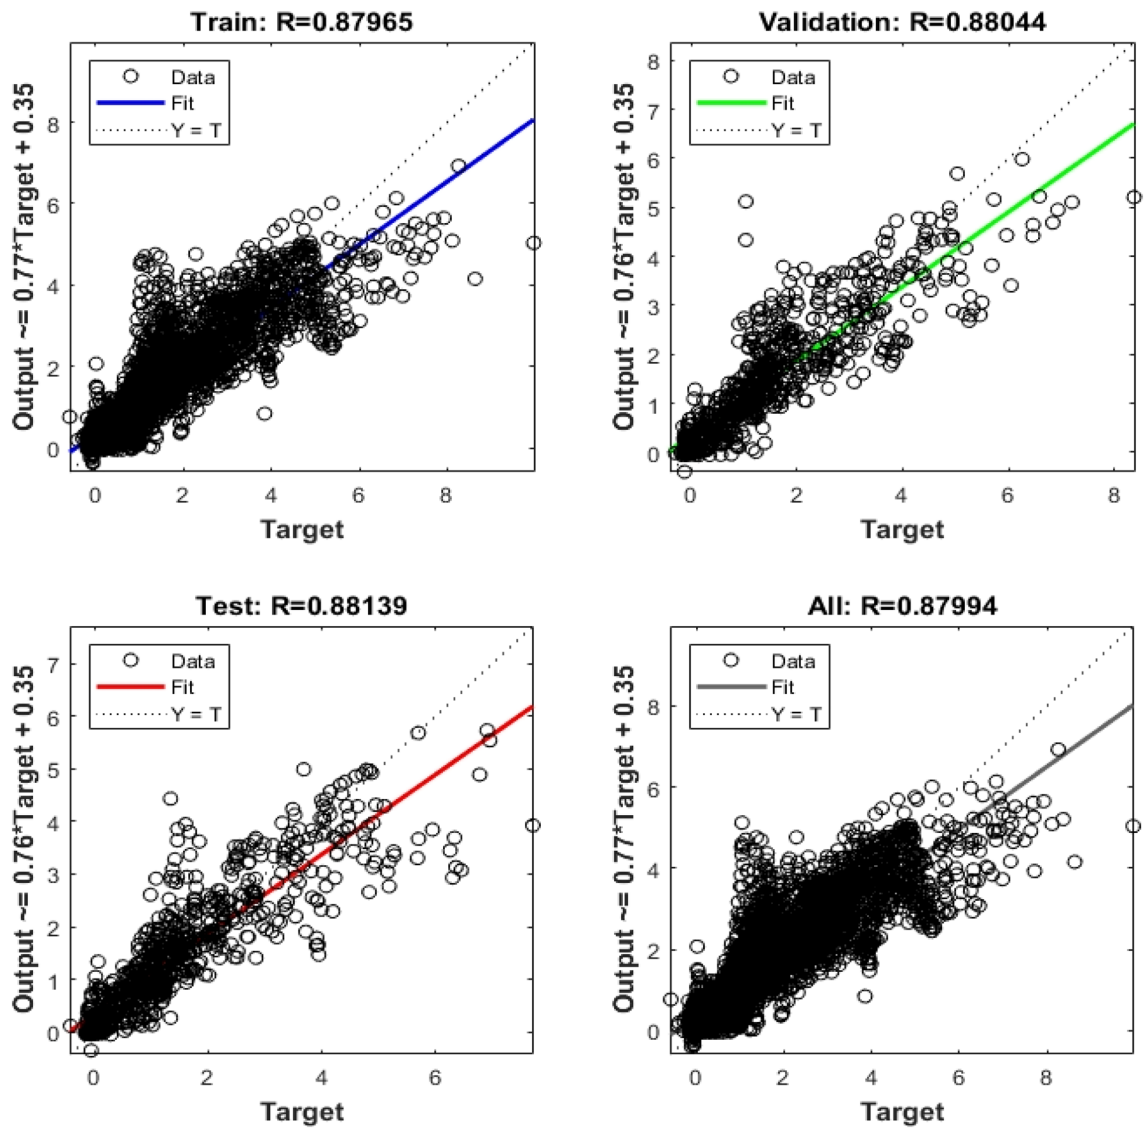 Train: R=0.87965
Output ~= 0.77*Target + 0.35
Data
Fit
Y = T
8
6
4
2
0
0 2 4 6 8
Target
Validation: R=0.88044
Output ~= 0.76*Target + 0.35
Data
Fit
Y = T
8
7
6
5
4
3
2
1
0
0 2 4 6 8
Target
Test: R=0.88139
Output ~= 0.76*Target + 0.35
Data
Fit
Y = T
7
6
5
4
3
2
1
0
0 2 4 6
Target
All: R=0.87994
Output ~= 0.77*Target + 0.35
Data
Fit
Y = T
8
6
4
2
0
0 2 4 6 8
Target